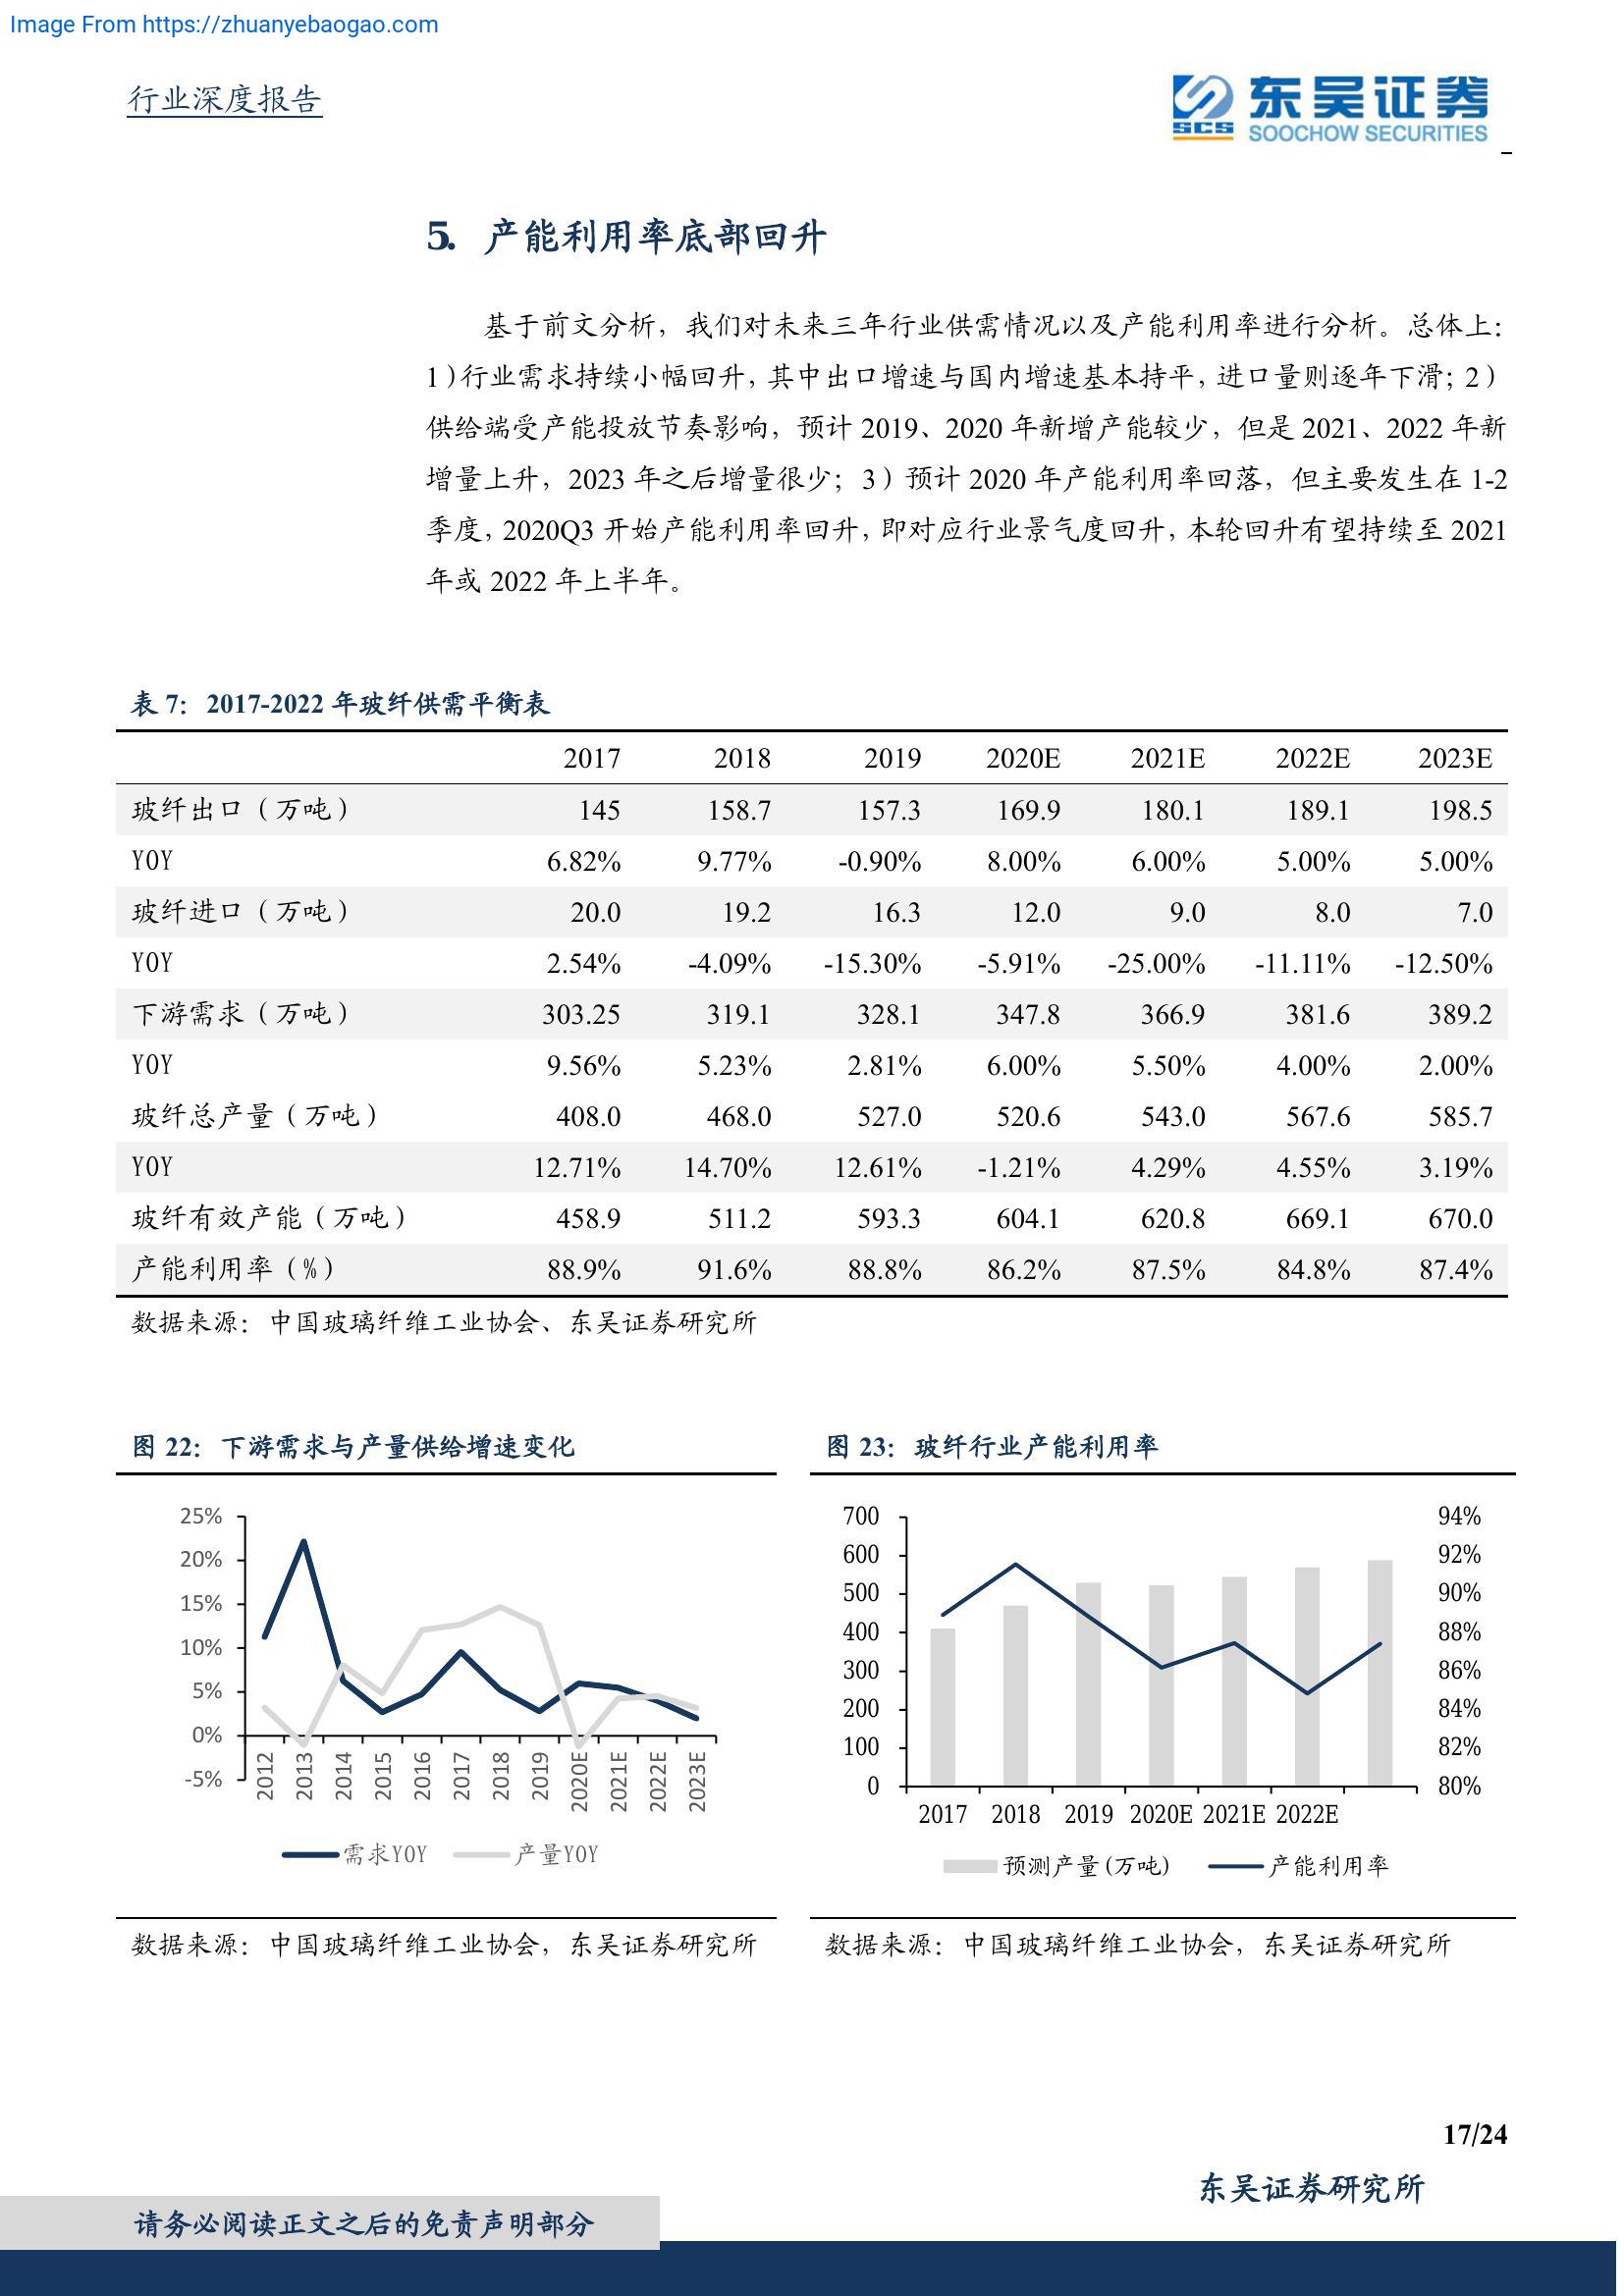 Image From https://zhuanyebaogao.com
行业深度报告
SCS
东吴证券
SOOCHOW SECURITIES
5. 产能利用率底部回升
基于前文分析，我们对未来三年行业供需情况以及产能利用率进行分析。总体上：
1）行业需求持续小幅回升，其中出口增速与国内增速基本持平，进口量则逐年下滑；2）
供给端受产能投放节奏影响，预计 2019、2020 年新增产能较少，但是 2021、2022 年新
增量上升，2023 年之后增量很少；3）预计 2020 年产能利用率回落，但主要发生在 1-2
季度，2020Q3 开始产能利用率回升，即对应行业景气度回升，本轮回升有望持续至 2021
年或 2022 年上半年。
表 7：2017-2022 年玻纤供需平衡表
2017 2018 2019 2020E 2021E 2022E 2023E
玻纤出口（万吨） 145 158.7 157.3 169.9 180.1 189.1 198.5
YOY 6.82% 9.77% -0.90% 8.00% 6.00% 5.00% 5.00%
玻纤进口（万吨） 20.0 19.2 16.3 12.0 9.0 8.0 7.0
YOY 2.54% -4.09% -15.30% -5.91% -25.00% -11.11% -12.50%
下游需求（万吨） 303.25 319.1 328.1 347.8 366.9 381.6 389.2
YOY 9.56% 5.23% 2.81% 6.00% 5.50% 4.00% 2.00%
玻纤总产量（万吨） 408.0 468.0 527.0 520.6 543.0 567.6 585.7
YOY 12.71% 14.70% 12.61% -1.21% 4.29% 4.55% 3.19%
玻纤有效产能（万吨） 458.9 511.2 593.3 604.1 620.8 669.1 670.0
产能利用率（%） 88.9% 91.6% 88.8% 86.2% 87.5% 84.8% 87.4%
数据来源：中国玻璃纤维工业协会、东吴证券研究所
图 22：下游需求与产量供给增速变化
25%
20%
15%
10%
5%
0%
-5%
2012 2013 2014 2015 2016 2017 2018 2019 2020E 2021E 2022E 2023E
需求YOY 产量YOY
数据来源：中国玻璃纤维工业协会，东吴证券研究所
图 23：玻纤行业产能利用率
700 94%
600 92%
500 90%
400 88%
300 86%
200 84%
100 82%
0 80%
2017 2018 2019 2020E 2021E 2022E
预测产量(万吨) 产能利用率
数据来源：中国玻璃纤维工业协会，东吴证券研究所
17/24
东吴证券研究所
请务必阅读正文之后的免责声明部分